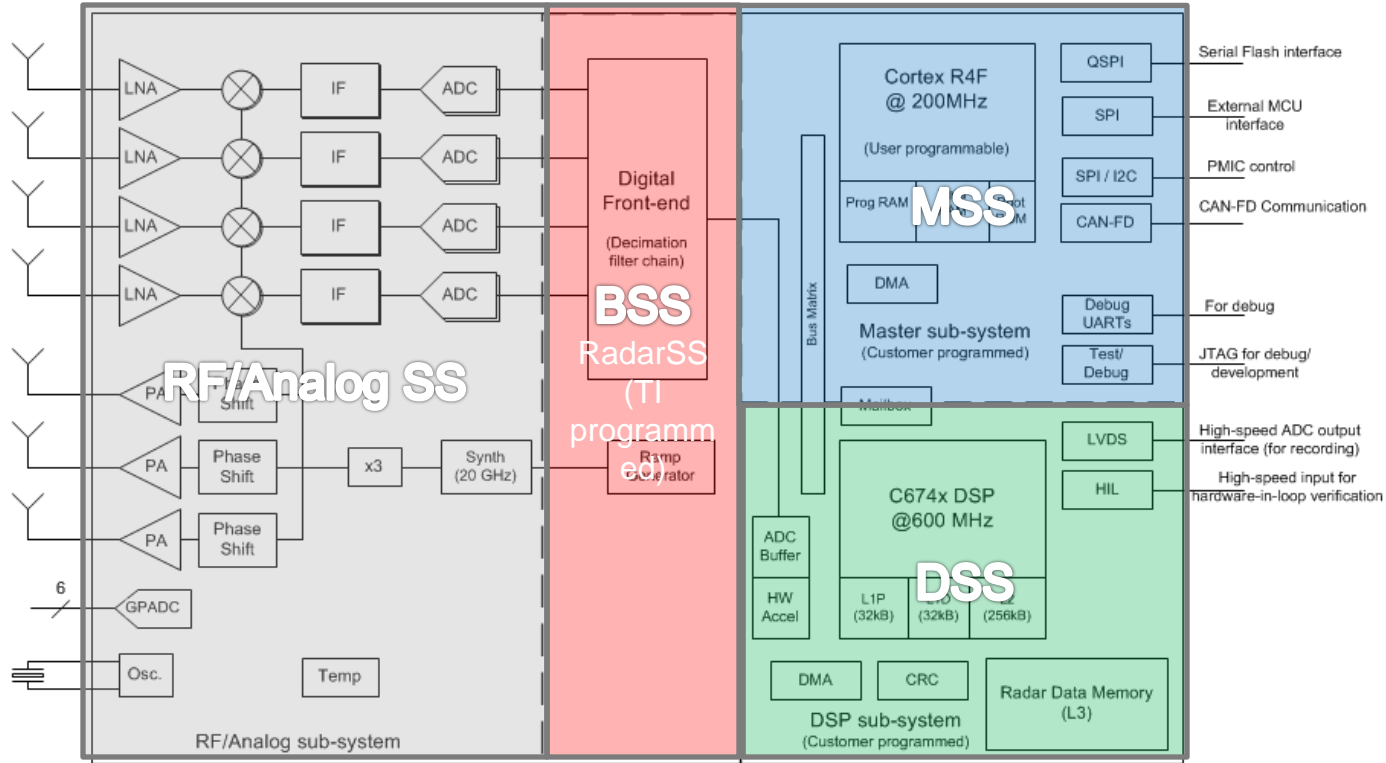 LNA
IF
ADC
LNA
IF
ADC
LNA
IF
ADC
LNA
IF
ADC
PA
Shift
RF/Analog SS
PA
Phase
Shift
x3
Synth
(20 GHz)
PA
Phase
Shift
6
GPADC
Osc.
Temp
RF/Analog sub-system
Digital
Front-end
(Decimation
filter chain)
BSS
RadarSS
(TI
programm
ed)
Ramp
Generator
Cortex R4F
@ 200MHz
(User programmable)
Prog RAM
MSS
DMA
Bus Matrix
Master sub-system
(Customer programmed)
Mailbox
QSPI
Serial Flash interface
SPI
External MCU
interface
SPI / I2C
PMIC control
CAN-FD
CAN-FD Communication
Debug
UARTs
For debug
Test/
Debug
JTAG for debug/
development
LVDS
High-speed ADC output
interface (for recording)
HIL
High-speed input for
hardware-in-loop verification
C674x DSP
@600 MHz
ADC
Buffer
HW
Accel
DSS
L1P
(32kB)
(32kB)
L2
(256kB)
DMA
CRC
Radar Data Memory
(L3)
DSP sub-system
(Customer programmed)